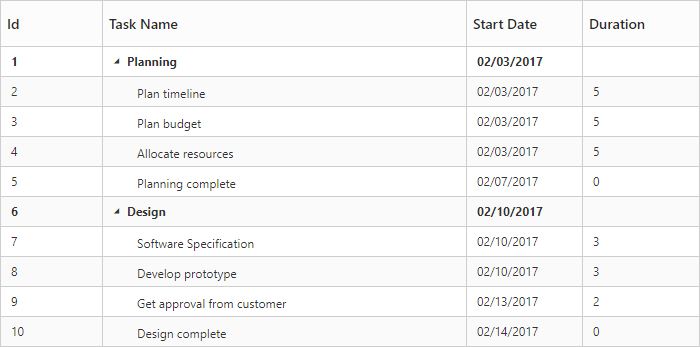 Id Task Name Start Date Duration
1 Planning 02/03/2017
2 Plan timeline 02/03/2017 5
3 Plan budget 02/03/2017 5
4 Allocate resources 02/03/2017 5
5 Planning complete 02/07/2017 0
6 Design 02/10/2017
7 Software Specification 02/10/2017 3
8 Develop prototype 02/10/2017 3
9 Get approval from customer 02/13/2017 2
10 Design complete 02/14/2017 0